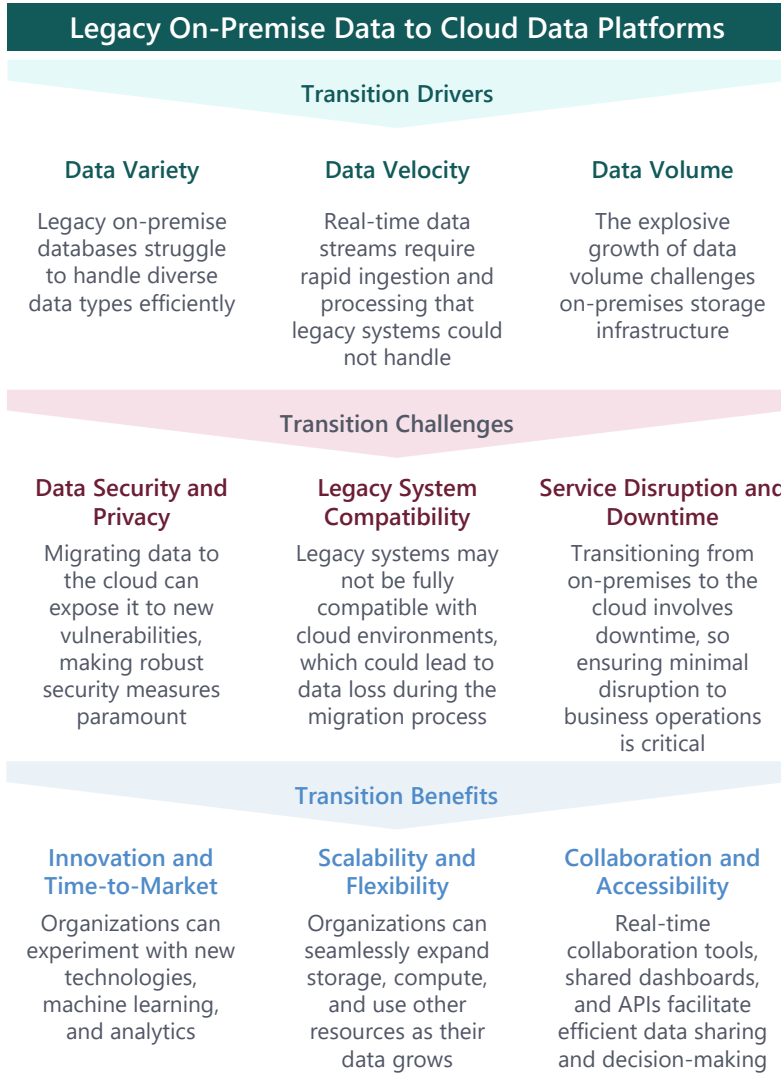 Legacy On-Premise Data to Cloud Data Platforms
Transition Drivers
Data Variety
Legacy on-premise
databases struggle
to handle diverse
data types efficiently
Data Velocity
Real-time data
streams require
rapid ingestion and
processing that
legacy systems could
not handle
Data Volume
The explosive
growth of data
volume challenges
on-premises storage
infrastructure
Transition Challenges
Data Security and
Privacy
Migrating data to
the cloud can
expose it to new
vulnerabilities,
making robust
security measures
paramount
Legacy System
Compatibility
Legacy systems may
not be fully
compatible with
cloud environments,
which could lead to
data loss during the
migration process
Service Disruption and
Downtime
Transitioning from
on-premises to the
cloud involves
downtime, so
ensuring minimal
disruption to
business operations
is critical
Transition Benefits
Innovation and
Time-to-Market
Organizations can
experiment with new
technologies,
machine learning,
and analytics
Scalability and
Flexibility
Organizations can
seamlessly expand
storage, compute,
and use other
resources as their
data grows
Collaboration and
Accessibility
Real-time
collaboration tools,
shared dashboards,
and APIs facilitate
efficient data sharing
and decision-making